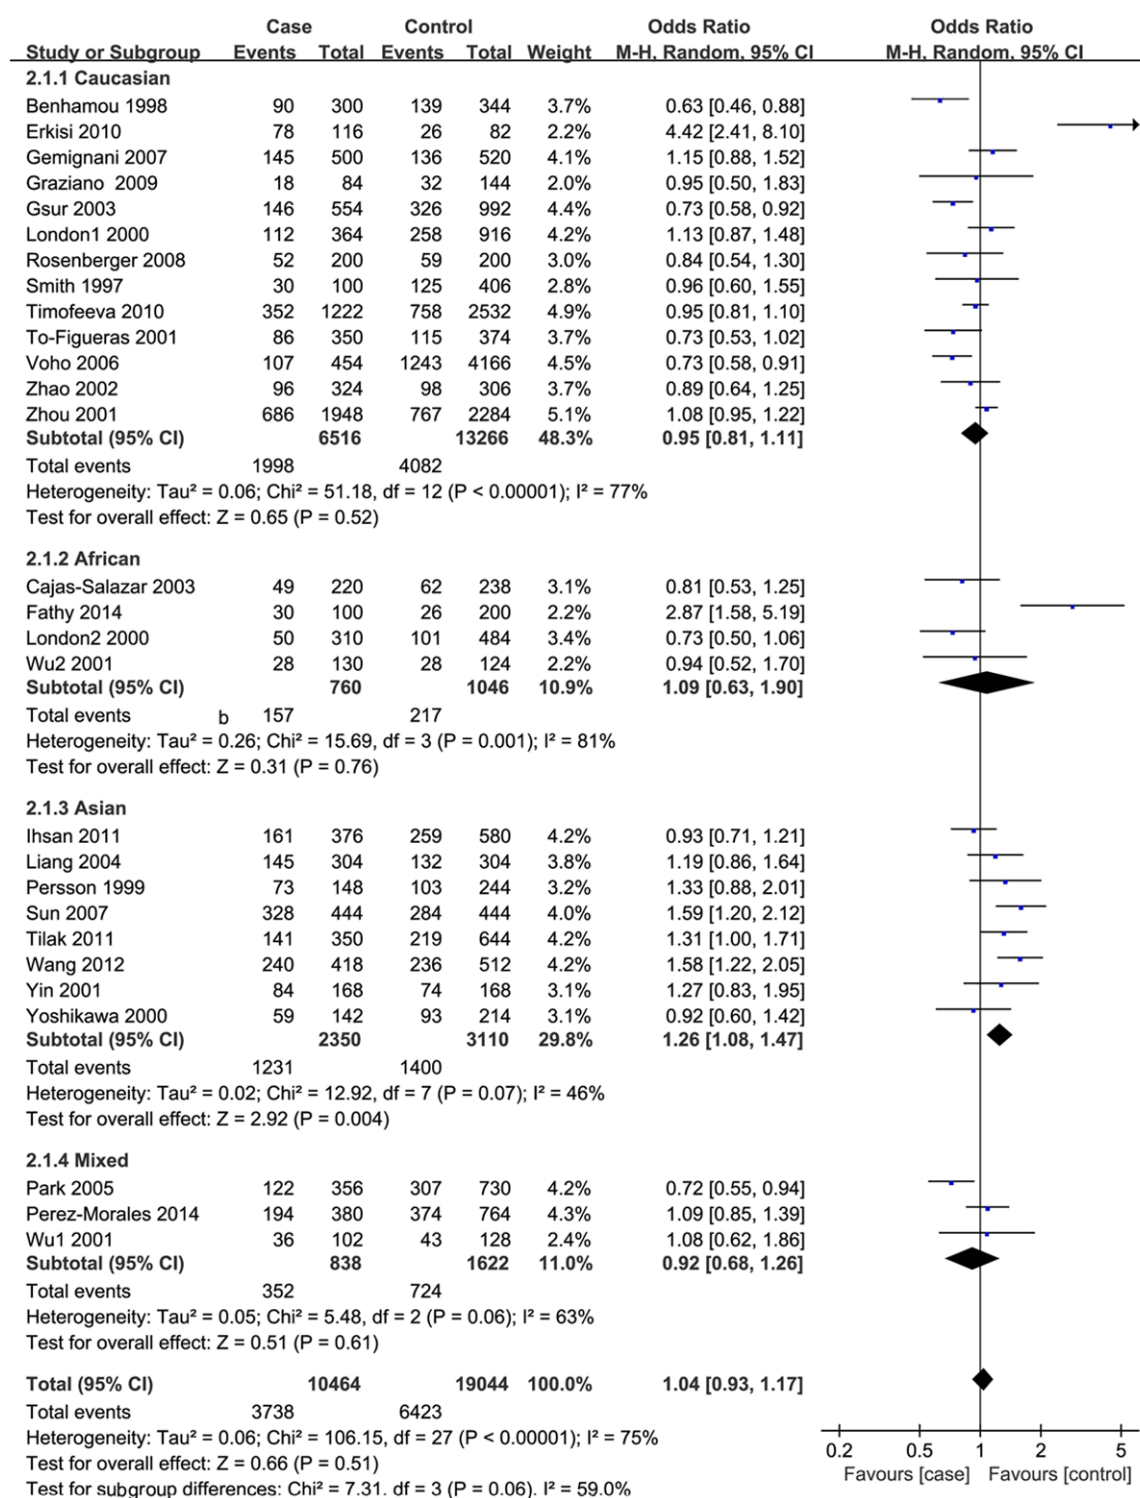 Case Control Odds Ratio Odds Ratio
Study or Subgroup Events Total Events Total Weight M-H, Random, 95% CI M-H, Random, 95% CI
2.1.1 Caucasian
Benhamou 1998 90 300 139 344 3.7% 0.63 [0.46, 0.88]
Erkisi 2010 78 116 26 82 2.2% 4.42 [2.41, 8.10]
Gemignani 2007 145 500 136 520 4.1% 1.15 [0.88, 1.52]
Graziano 2009 18 84 32 144 2.0% 0.95 [0.50, 1.83]
Gsur 2003 146 554 326 992 4.4% 0.73 [0.58, 0.92]
London1 2000 112 364 258 916 4.2% 1.13 [0.87, 1.48]
Rosenberger 2008 52 200 59 200 3.0% 0.84 [0.54, 1.30]
Smith 1997 30 100 125 406 2.8% 0.96 [0.60, 1.55]
Timofeeva 2010 352 1222 758 2532 4.9% 0.95 [0.81, 1.10]
To-Figueras 2001 86 350 115 374 4.7% 0.73 [0.53, 1.02]
Voho 2006 107 454 1243 4166 4.5% 0.73 [0.58, 0.91]
Zhao 2002 96 324 98 306 3.7% 0.89 [0.64, 1.25]
Zhou 2001 686 1948 767 2284 5.1% 1.08 [0.95, 1.22]
Subtotal (95% CI) 6516 13266 48.3% 0.95 [0.81, 1.11]
Total events 1998 4082
Heterogeneity: Tau² = 0.06; Chi² = 51.18, df = 12 (P < 0.00001); I² = 77%
Test for overall effect: Z = 0.65 (P = 0.52)
2.1.2 African
Cajas-Salazar 2003 49 220 62 238 3.1% 0.81 [0.53, 1.25]
Fathy 2014 30 100 26 200 2.2% 2.87 [1.58, 5.19]
London2 2000 50 310 101 484 3.4% 0.73 [0.50, 1.06]
Wu2 2001 28 130 28 124 2.2% 0.94 [0.52, 1.70]
Subtotal (95% CI) 760 1046 10.9% 1.09 [0.63, 1.90]
Total events b 157 217
Heterogeneity: Tau² = 0.26; Chi² = 15.69, df = 3 (P = 0.001); I² = 81%
Test for overall effect: Z = 0.31 (P = 0.76)
2.1.3 Asian
Ihsan 2011 161 376 259 580 4.2% 0.93 [0.71, 1.21]
Liang 2004 145 304 132 304 3.8% 1.19 [0.86, 1.64]
Persson 1999 73 148 103 244 3.2% 1.33 [0.88, 2.01]
Sun 2007 328 444 284 444 4.0% 1.59 [1.20, 2.12]
Tilak 2011 141 350 219 644 4.2% 1.31 [1.00, 1.71]
Wang 2012 240 418 236 512 4.2% 1.58 [1.22, 2.05]
Yin 2001 84 168 74 168 3.1% 1.27 [0.83, 1.95]
Yoshikawa 2000 59 142 93 214 3.1% 0.92 [0.60, 1.42]
Subtotal (95% CI) 2350 3110 29.8% 1.26 [1.08, 1.47]
Total events 1231 1400
Heterogeneity: Tau² = 0.02; Chi² = 12.92, df = 7 (P = 0.07); I² = 46%
Test for overall effect: Z = 2.92 (P = 0.004)
2.1.4 Mixed
Park 2005 122 356 307 730 4.2% 0.72 [0.55, 0.94]
Perez-Morales 2014 194 380 374 764 4.3% 1.09 [0.85, 1.39]
Wu1 2001 36 102 43 128 2.4% 1.08 [0.62, 1.86]
Subtotal (95% CI) 838 1622 11.0% 0.92 [0.68, 1.26]
Total events 352 724
Heterogeneity: Tau² = 0.05; Chi² = 5.48, df = 2 (P = 0.06); I² = 63%
Test for overall effect: Z = 0.51 (P = 0.61)
Total (95% CI) 10464 19044 100.0% 1.04 [0.93, 1.17]
Total events 3738 6423
Heterogeneity: Tau² = 0.06; Chi² = 106.15, df = 27 (P < 0.00001); I² = 75%
Test for overall effect: Z = 0.66 (P = 0.51)
Test for subgroup differences: Chi² = 7.31. df = 3 (P = 0.06). I² = 59.0%
0.2 0.5 1 2 5
Favours [case] Favours [control]